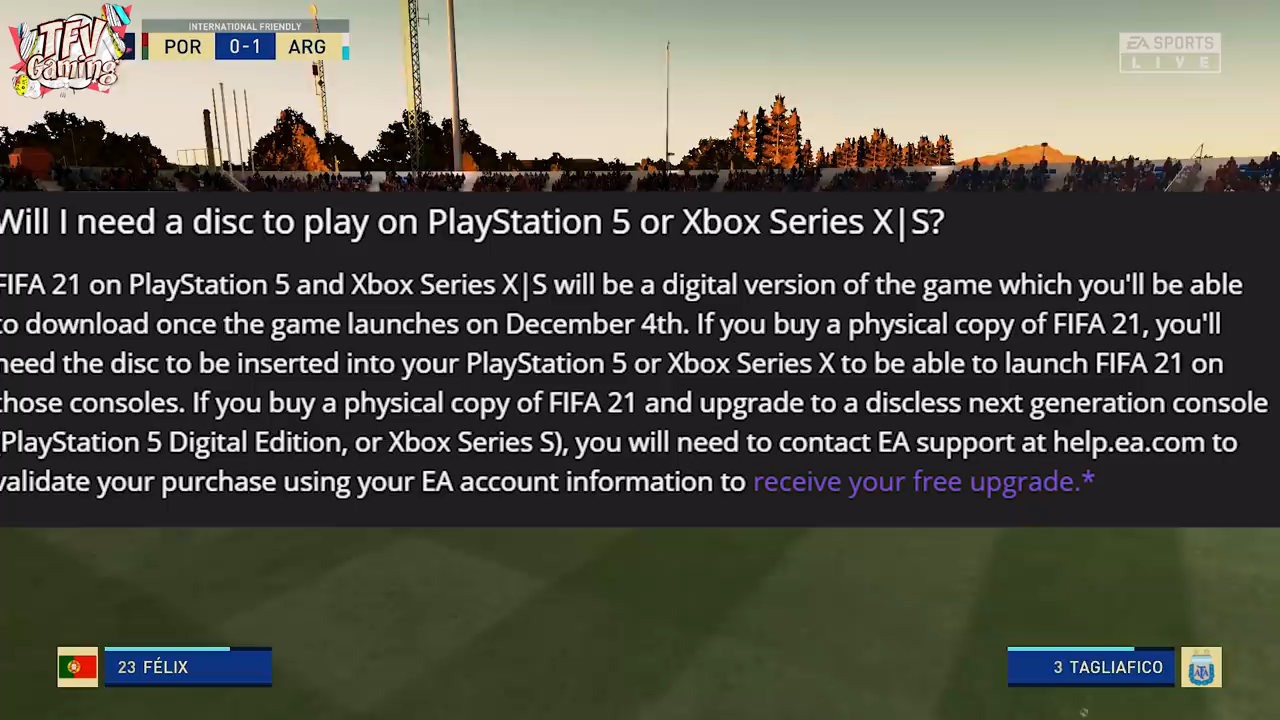 TFV
Gaming
INTERNATIONAL FRIENDLY
POR 0-1 ARG
EA SPORTS
LIVE
Will I need a disc to play on PlayStation 5 or Xbox Series X|S?
FIFA 21 on PlayStation 5 and Xbox Series X|S will be a digital version of the game which you'll be able
to download once the game launches on December 4th. If you buy a physical copy of FIFA 21, you'll
need the disc to be inserted into your PlayStation 5 or Xbox Series X to be able to launch FIFA 21 on
those consoles. If you buy a physical copy of FIFA 21 and upgrade to a discless next generation console
(PlayStation 5 Digital Edition, or Xbox Series S), you will need to contact EA support at help.ea.com to
validate your purchase using your EA account information to receive your free upgrade.*
23 FÉLIX
3 TAGLIAFICO